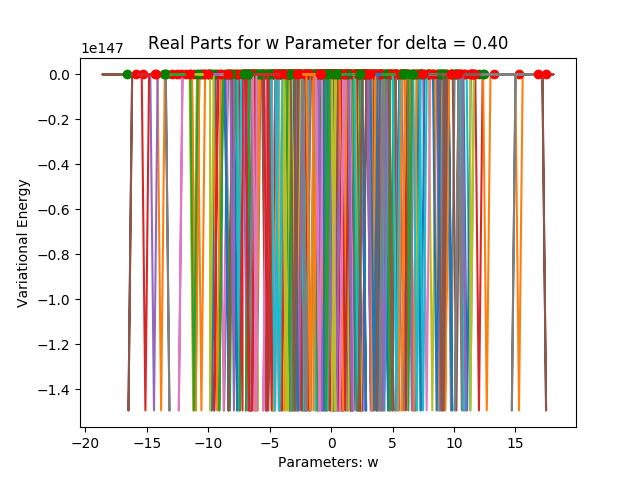 Real Parts for w Parameter for delta = 0.40
1e147
0.0
−0.2
−0.4
−0.6
−0.8
−1.0
−1.2
−1.4
Variational Energy
−20 −15 −10 −5 0 5 10 15
Parameters: w